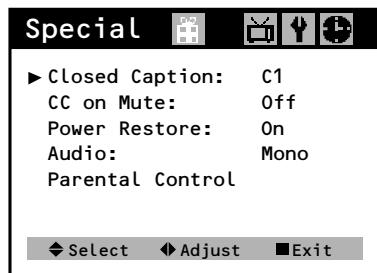 Special
Closed Caption: C1
CC on Mute: Off
Power Restore: On
Audio: Mono
Parental Control
Select Adjust Exit